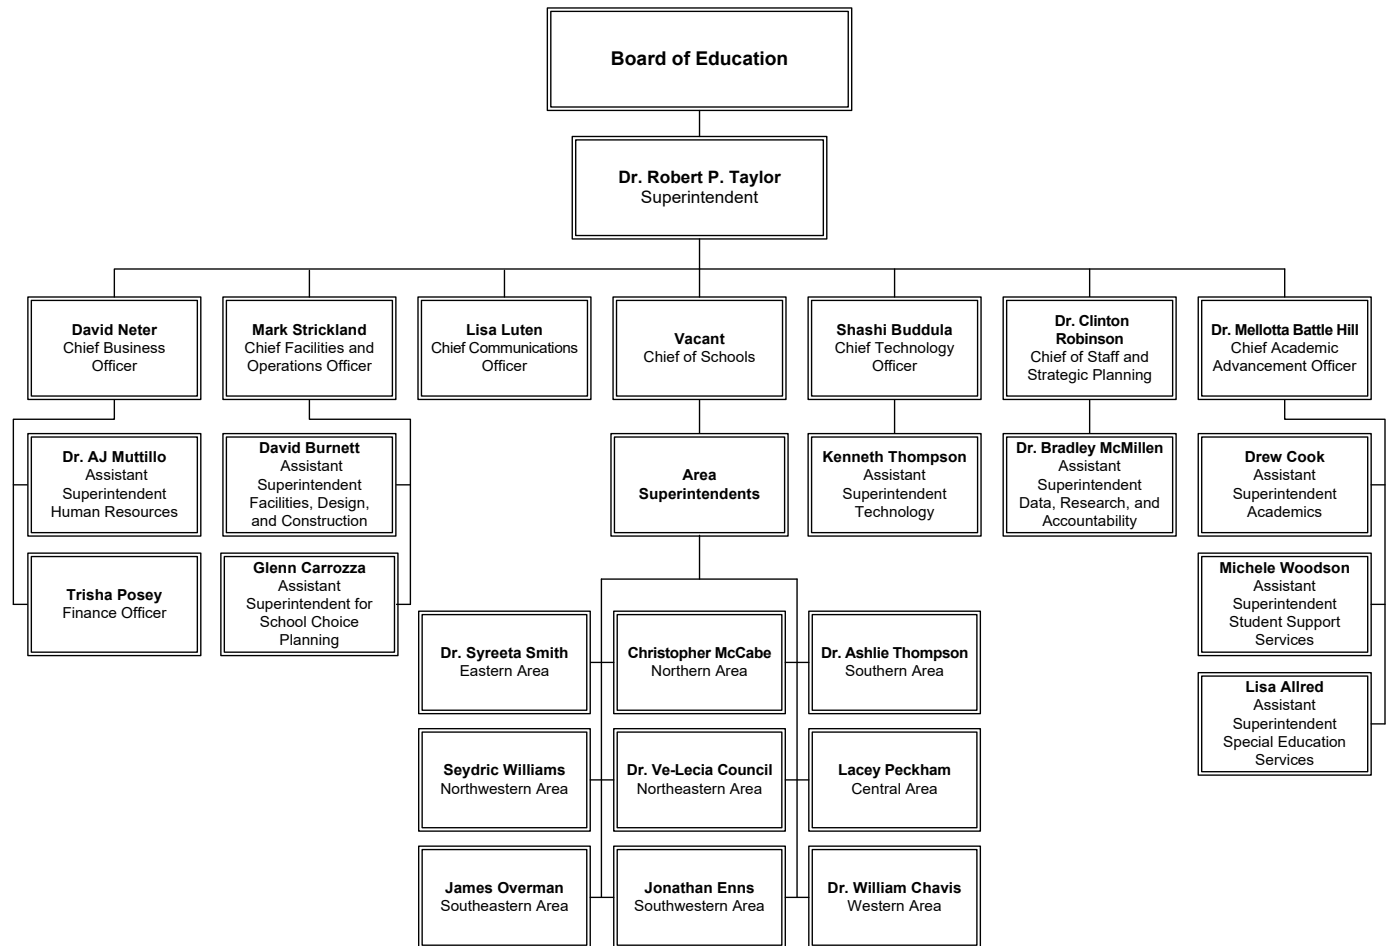 Board of Education
Dr. Robert P. Taylor
Superintendent
David Neter
Chief Business
Officer
Mark Strickland
Chief Facilities and
Operations Officer
Lisa Luten
Chief Communications
Officer
Vacant
Chief of Schools
Shashi Buddula
Chief Technology
Officer
Dr. Clinton
Robinson
Chief of Staff and
Strategic Planning
Dr. Mellotta Battle Hill
Chief Academic
Advancement Officer
Dr. AJ Muttillo
Assistant
Superintendent
Human Resources
David Burnett
Assistant
Superintendent
Facilities, Design,
and Construction
Area
Superintendents
Kenneth Thompson
Assistant
Superintendent
Technology
Dr. Bradley McMillen
Assistant
Superintendent
Data, Research, and
Accountability
Drew Cook
Assistant
Superintendent
Academics
Trisha Posey
Finance Officer
Glenn Carrozza
Assistant
Superintendent for
School Choice
Planning
Michele Woodson
Assistant
Superintendent
Student Support
Services
Dr. Syreeta Smith
Eastern Area
Christopher McCabe
Northern Area
Dr. Ashlie Thompson
Southern Area
Lisa Allred
Assistant
Superintendent
Special Education
Services
Seydric Williams
Northwestern Area
Dr. Ve-Lecia Council
Northeastern Area
Lacey Peckham
Central Area
James Overman
Southeastern Area
Jonathan Enns
Southwestern Area
Dr. William Chavis
Western Area